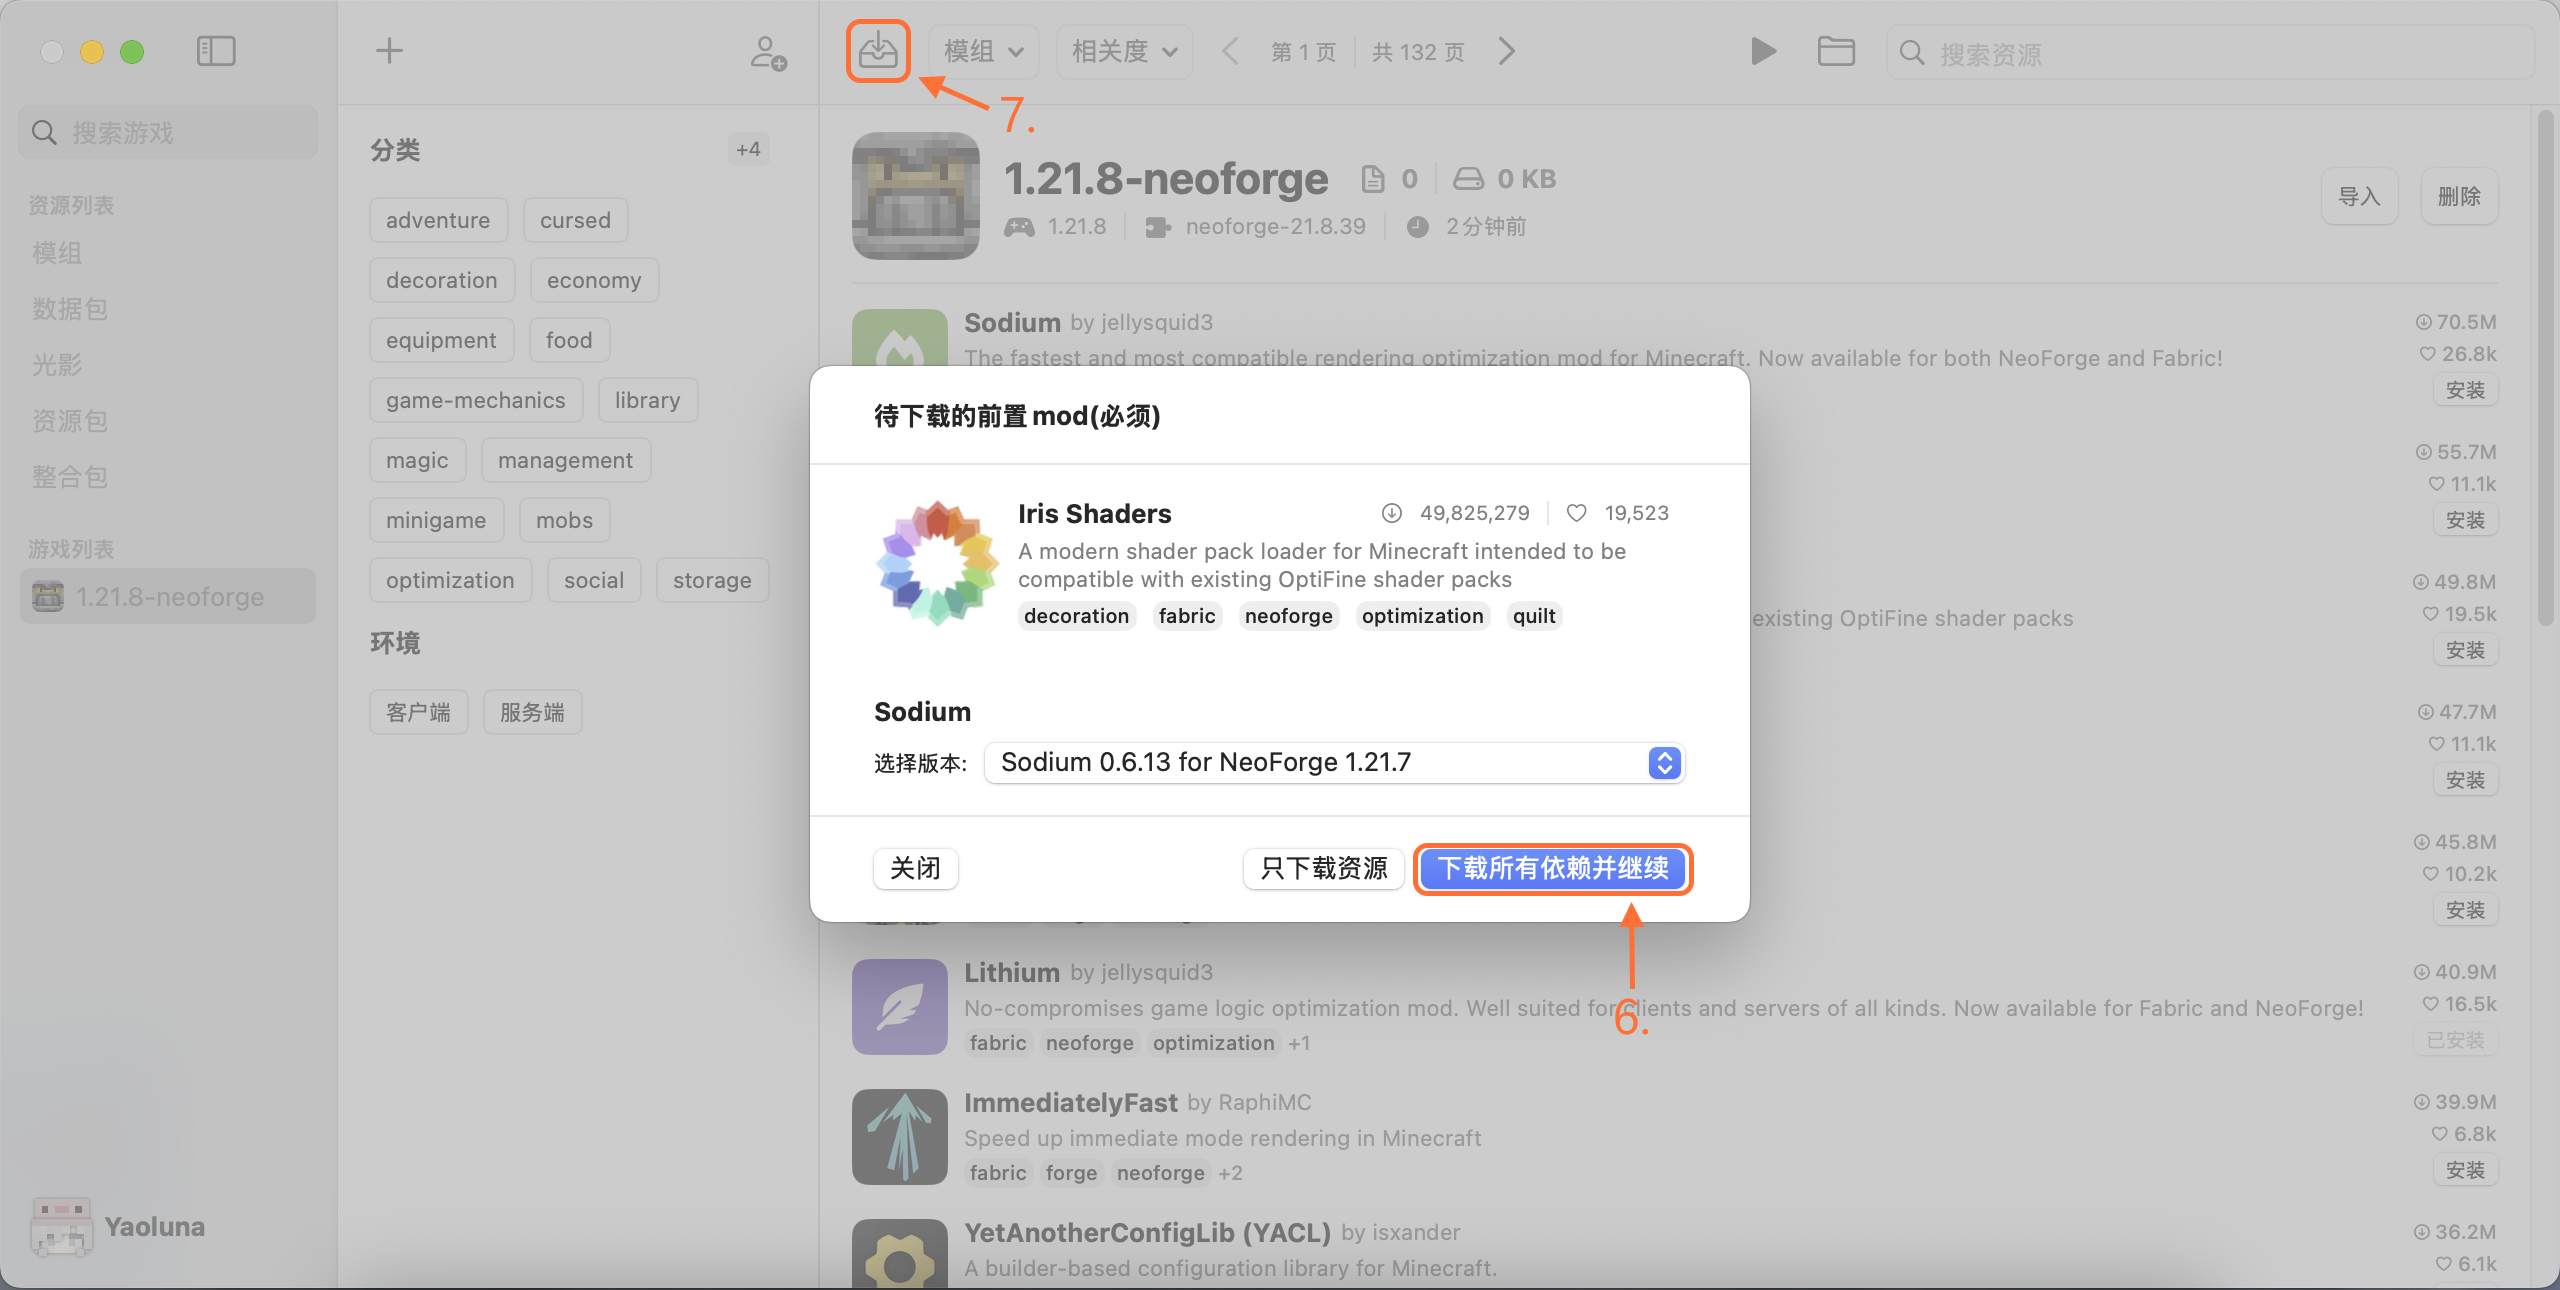 模组
相关度
第 1 页
共 132 页
搜索资源
7.
搜索游戏
资源列表
模组
数据包
光影
资源包
整合包
游戏列表
1.21.8-neoforge
Yaoluna
分类
+4
adventure
cursed
decoration
economy
equipment
food
game-mechanics
library
magic
management
minigame
mobs
optimization
social
storage
环境
客户端
服务端
1.21.8-neoforge
0
0 KB
1.21.8
neoforge-21.8.39
2分钟前
导入
删除
Sodium by jellysquid3
The fastest and most compatible rendering optimization mod for Minecraft. Now available for both NeoForge and Fabric!
70.5M
26.8k
安装
55.7M
11.1k
安装
existing OptiFine shader packs
49.8M
19.5k
安装
47.7M
11.1k
安装
45.8M
10.2k
安装
待下载的前置 mod(必须)
Iris Shaders
49,825,279
19,523
A modern shader pack loader for Minecraft intended to be
compatible with existing OptiFine shader packs
decoration
fabric
neoforge
optimization
quilt
Sodium
选择版本:
Sodium 0.6.13 for NeoForge 1.21.7
关闭
只下载资源
下载所有依赖并继续
6.
Lithium by jellysquid3
No-compromises game logic optimization mod. Well suited for clients and servers of all kinds. Now available for Fabric and NeoForge!
fabric neoforge optimization +1
40.9M
16.5k
已安装
ImmediatelyFast by RaphiMC
Speed up immediate mode rendering in Minecraft
fabric forge neoforge +2
39.9M
6.8k
安装
YetAnotherConfigLib (YACL) by isxander
A builder-based configuration library for Minecraft.
36.2M
6.1k